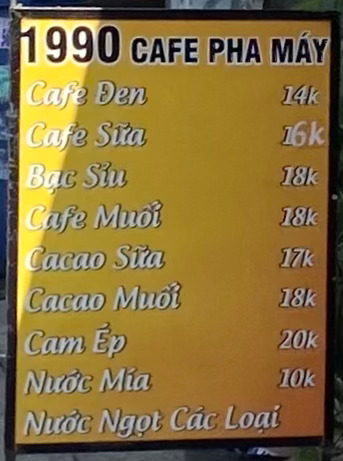 1990 CAFE PHA MÁY
Cafe Đen 14k
Cafe Sữa 16k
Bạc Sỉu 18k
Cafe Muối 18k
Cacao Sữa 17k
Cacao Muối 18k
Cam Ép 20k
Nước Mía 10k
Nước Ngọt Các Loại